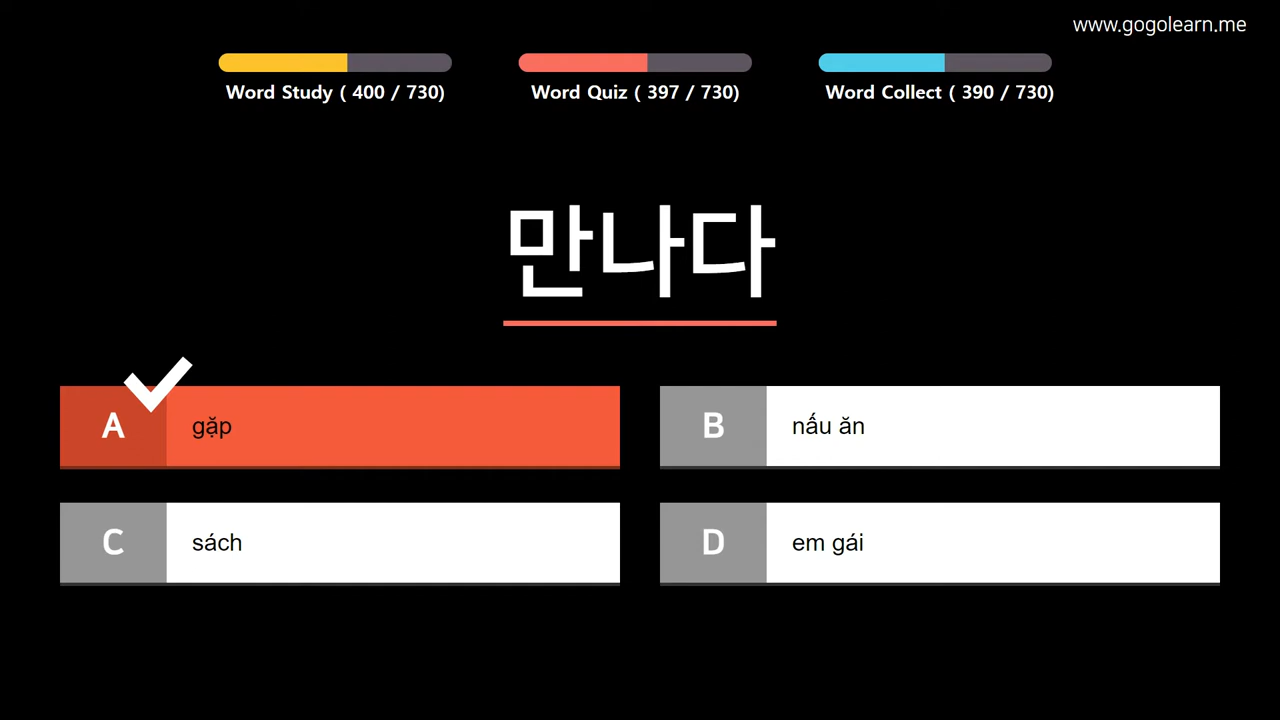 www.gogolearn.me
Word Study ( 400 / 730)
Word Quiz ( 397 / 730)
Word Collect ( 390 / 730)
만나다
A gặp
B nấu ăn
C sách
D em gái